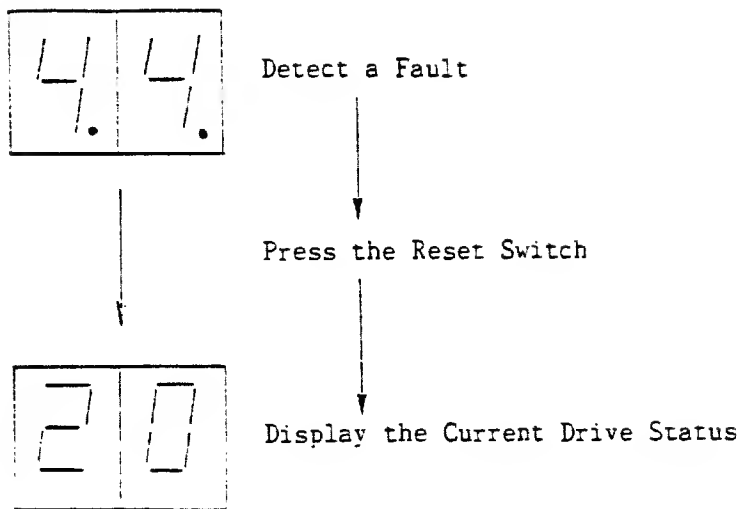 4.4.
Detect a Fault
Press the Reset Switch
20
Display the Current Drive Status